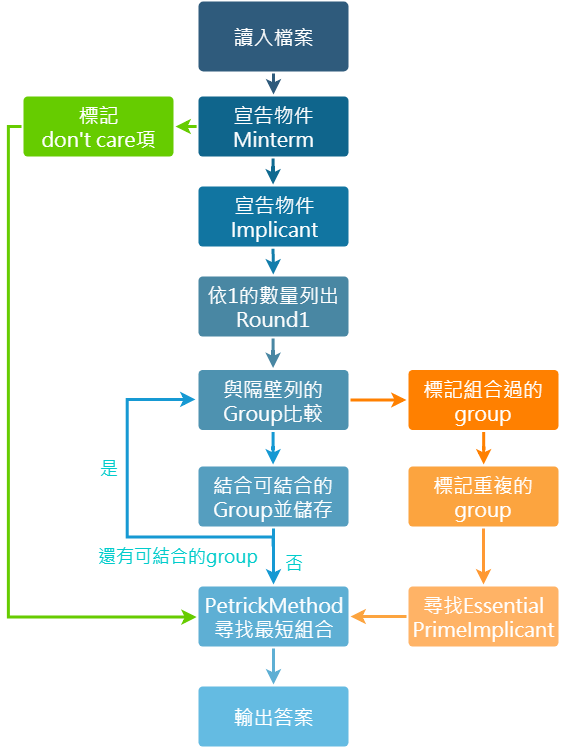 讀入檔案
標記
don't care項
宣告物件
Minterm
宣告物件
Implicant
依1的數量列出
Round1
與隔壁列的
Group比較
標記組合過的
group
是
結合可結合的
Group並儲存
標記重複的
group
還有可結合的group
否
PetrickMethod
尋找最短組合
尋找Essential
PrimeImplicant
輸出答案